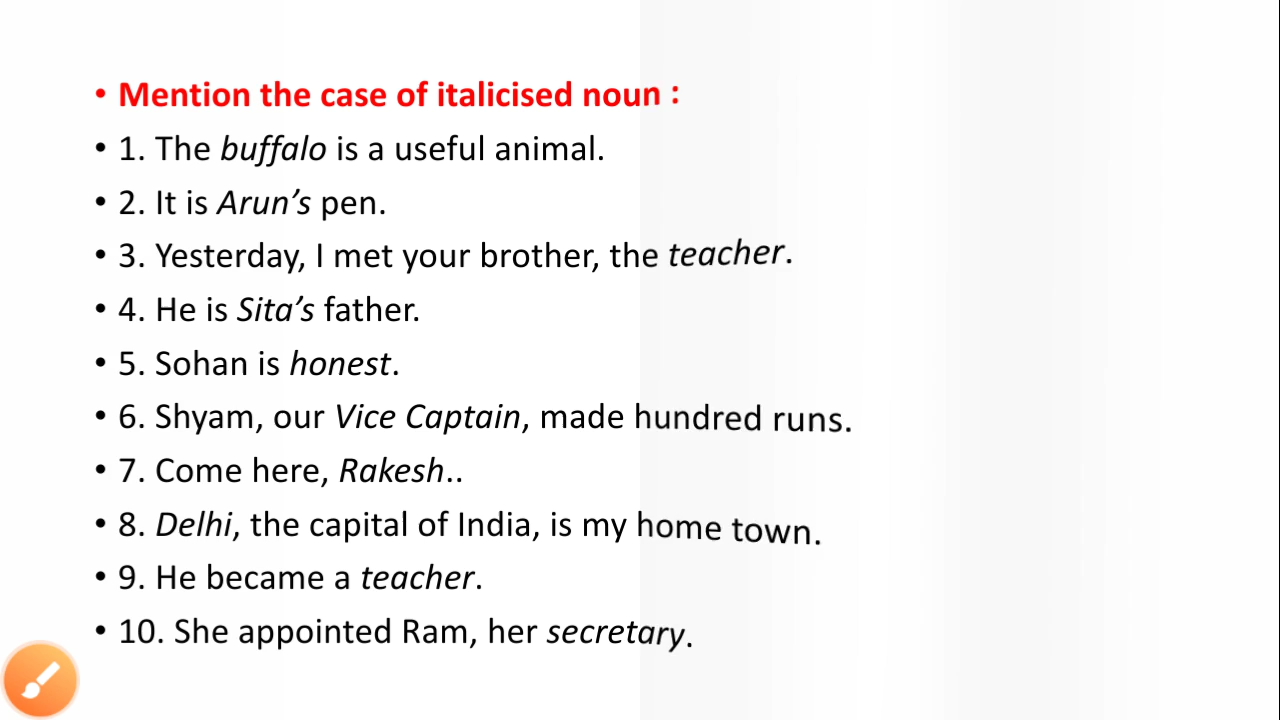 • Mention the case of italicised noun :
• 1. The buffalo is a useful animal.
• 2. It is Arun’s pen.
• 3. Yesterday, I met your brother, the teacher.
• 4. He is Sita’s father.
• 5. Sohan is honest.
• 6. Shyam, our Vice Captain, made hundred runs.
• 7. Come here, Rakesh..
• 8. Delhi, the capital of India, is my home town.
• 9. He became a teacher.
• 10. She appointed Ram, her secretary.